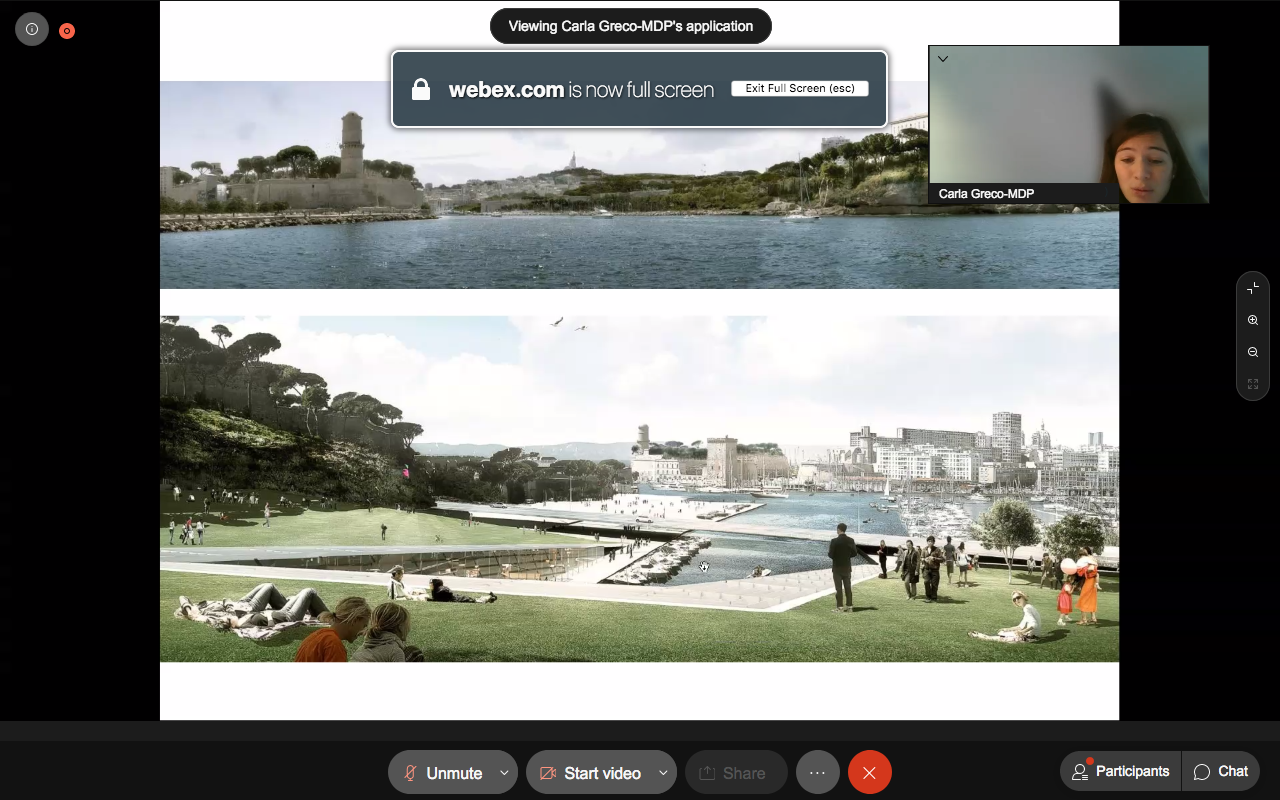 Viewing Carla Greco-MDP's application
webex.com is now full screen
Exit Full Screen (esc)
Carla Greco-MDP
Unmute
Start video
Share
Participants
Chat